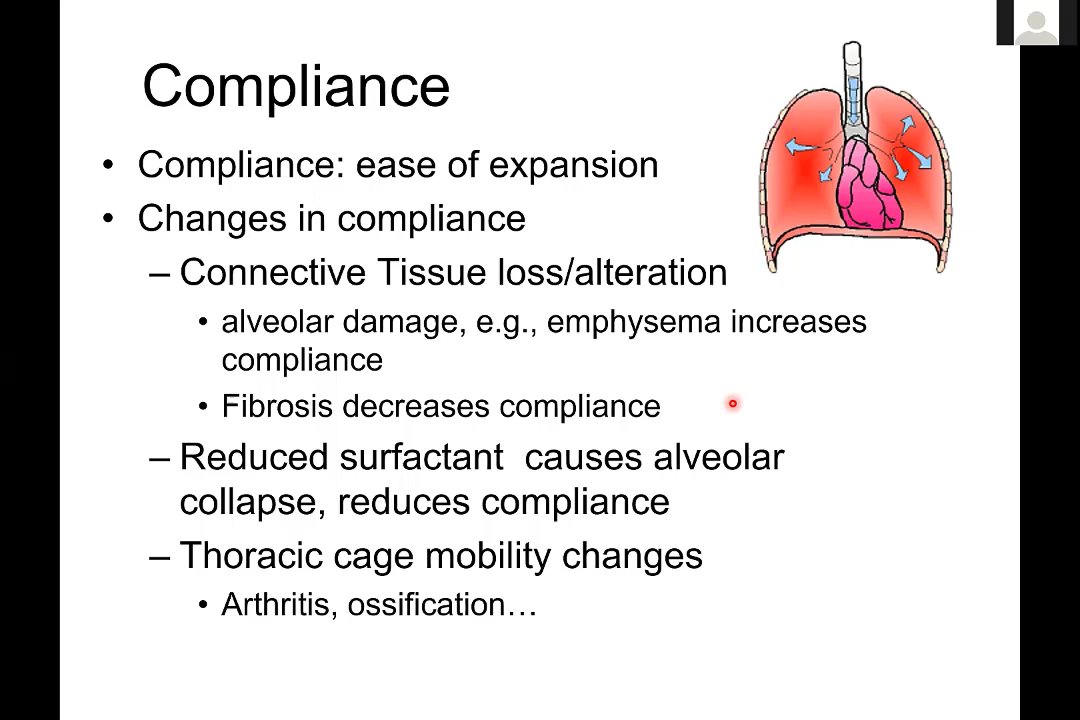 Compliance
• Compliance: ease of expansion
• Changes in compliance
– Connective Tissue loss/alteration
• alveolar damage, e.g., emphysema increases
compliance
• Fibrosis decreases compliance
– Reduced surfactant  causes alveolar
collapse, reduces compliance
– Thoracic cage mobility changes
• Arthritis, ossification…